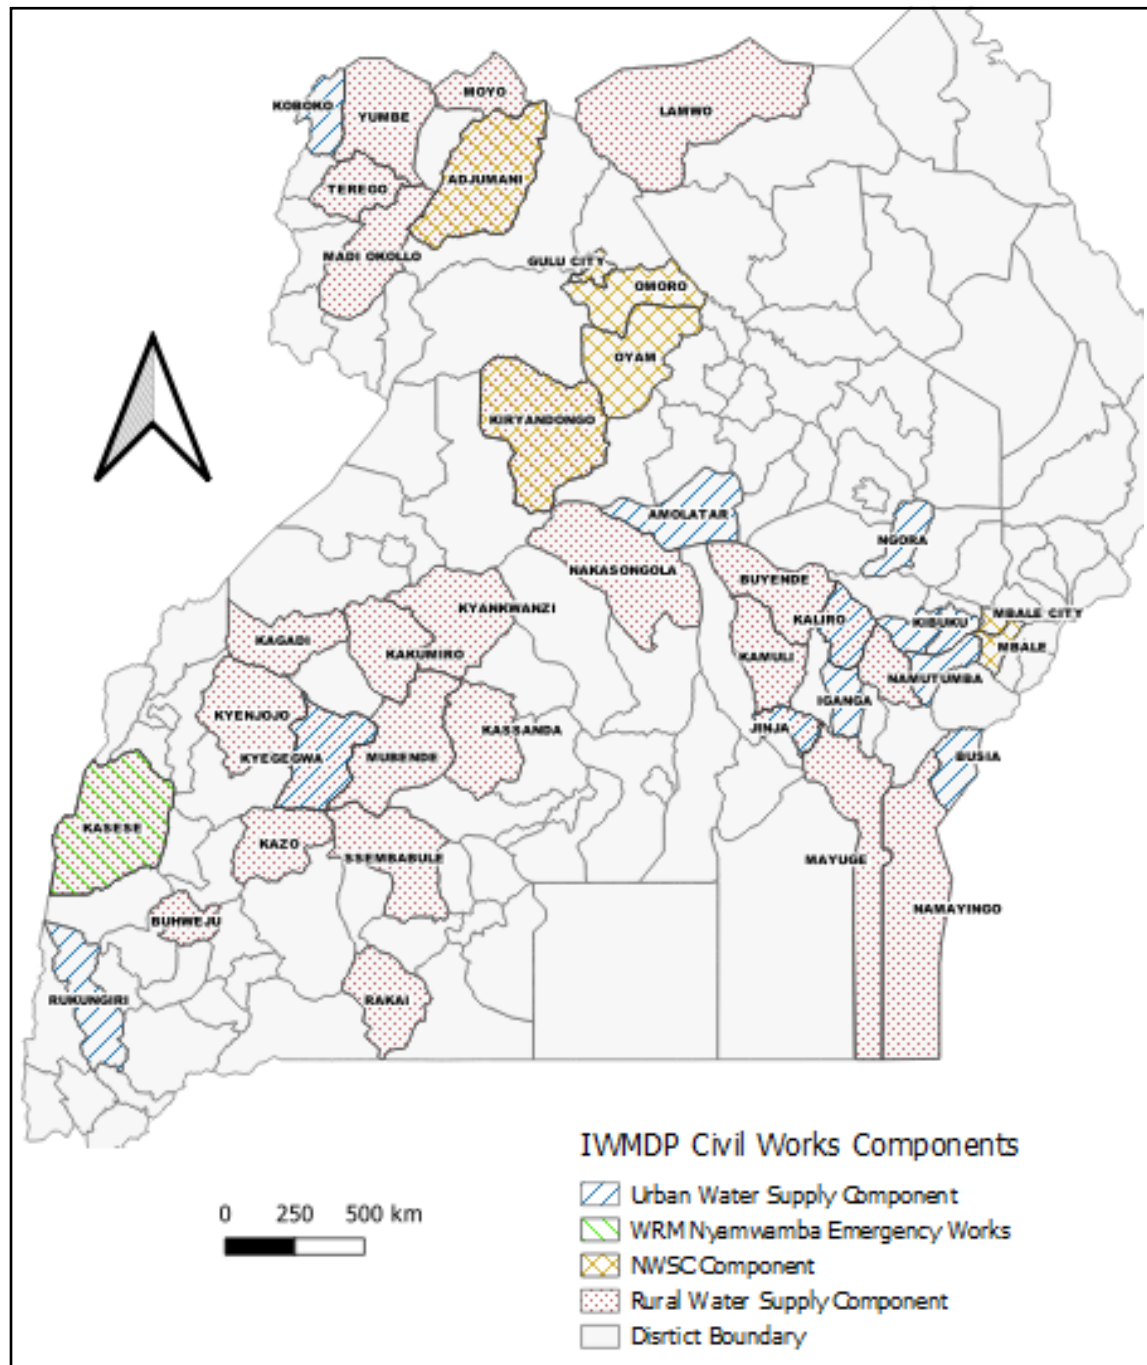 MOYO
KOBOKO
LAMWO
YUMBE
ADJUMANI
TEREGO
MADI OKOLLO
GULU CITY
OMORO
OYAM
KIRYANDONGO
AMOLATAR
NGORA
NAKASONGOLA
BUYENDE
KYANKWANZI
MBALE CITY
KALIRO
KIBUKU
KAGADI
KAKUMIRO
KAMULI
MBALE
NAMUTUMBA
IGANGA
KYENJOJO
JINJA
KASSANDA
KYEGEGWA
MUBENDE
BUSIA
KASESE
KAZO
SSEMBABULE
MAYUGE
NAMAYINGO
BUHWEJU
RUKUNGIRI
RAKAI
IWMDP Civil Works Components
0 250 500 km
Urban Water Supply Component
WRM Nyamwamba Emergency Works
NWSC Component
Rural Water Supply Component
Disrtict Boundary